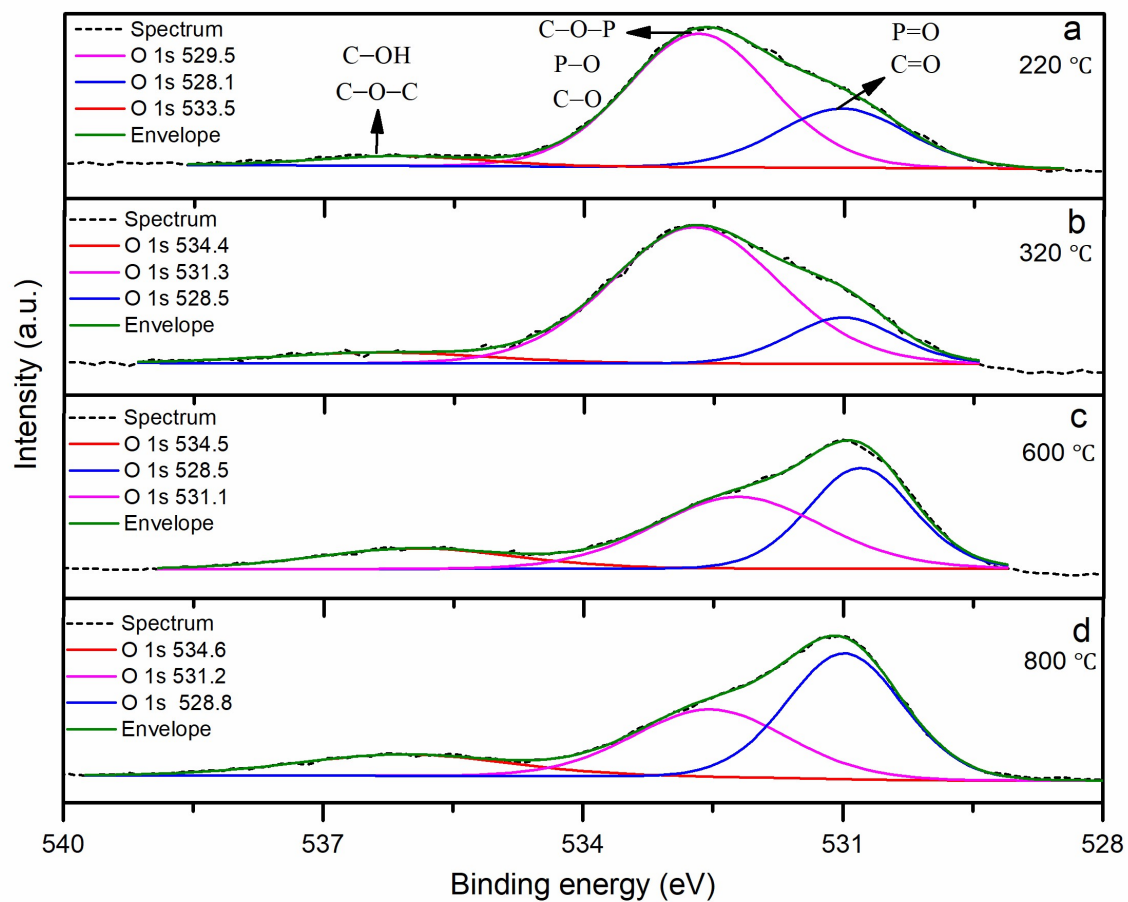 Spectrum
O 1s 529.5
O 1s 528.1
O 1s 533.5
Envelope
C−OH
C−O−C
C−O−P
P−O
C−O
P=O
C=O
a
220 ℃
Spectrum
O 1s 534.4
O 1s 531.3
O 1s 528.5
Envelope
b
320 ℃
Spectrum
O 1s 534.5
O 1s 528.5
O 1s 531.1
Envelope
c
600 ℃
Spectrum
O 1s 534.6
O 1s 531.2
O 1s 528.8
Envelope
d
800 ℃
Intensity (a.u.)
540 537 534 531 528
Binding energy (eV)